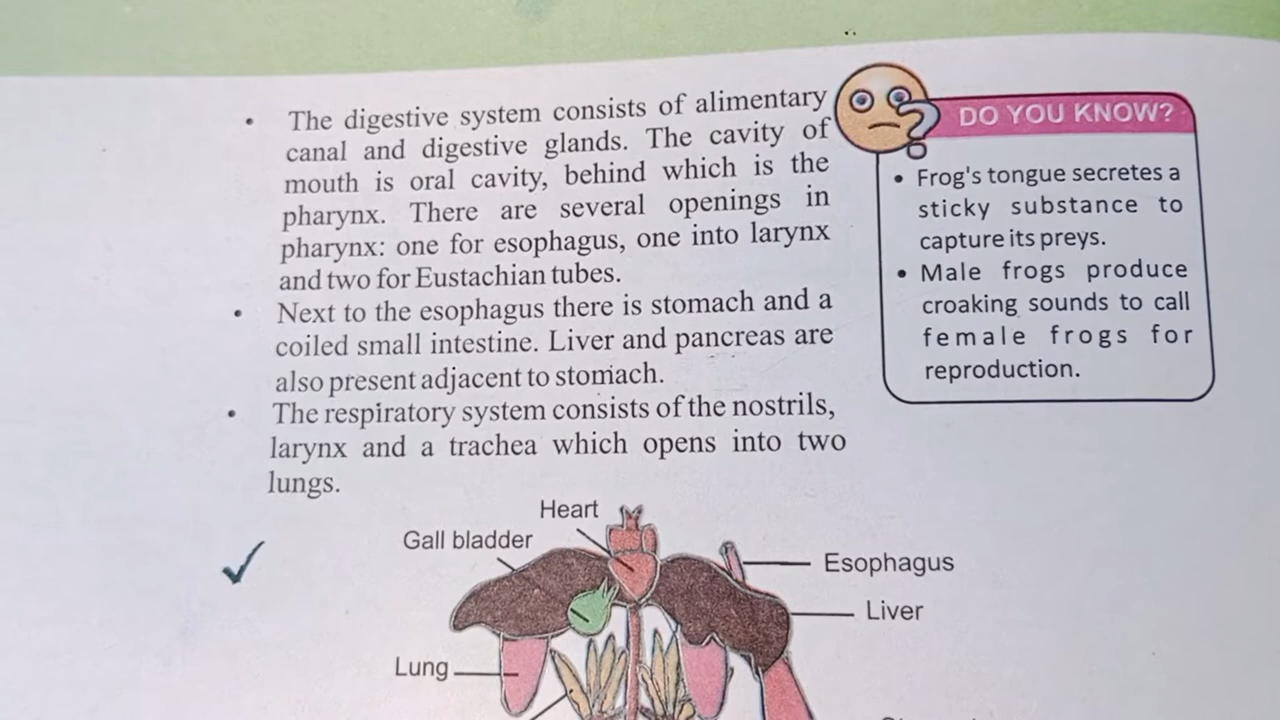 • The digestive system consists of alimentary
canal and digestive glands. The cavity of
mouth is oral cavity, behind which is the
pharynx. There are several openings in
pharynx: one for esophagus, one into larynx
and two for Eustachian tubes.
• Next to the esophagus there is stomach and a
coiled small intestine. Liver and pancreas are
also present adjacent to stomach.
• The respiratory system consists of the nostrils,
larynx and a trachea which opens into two
lungs.
DO YOU KNOW?
• Frog's tongue secretes a
sticky substance to
capture its preys.
• Male frogs produce
croaking sounds to call
female frogs for
reproduction.
Heart
Gall bladder
Esophagus
Liver
Lung